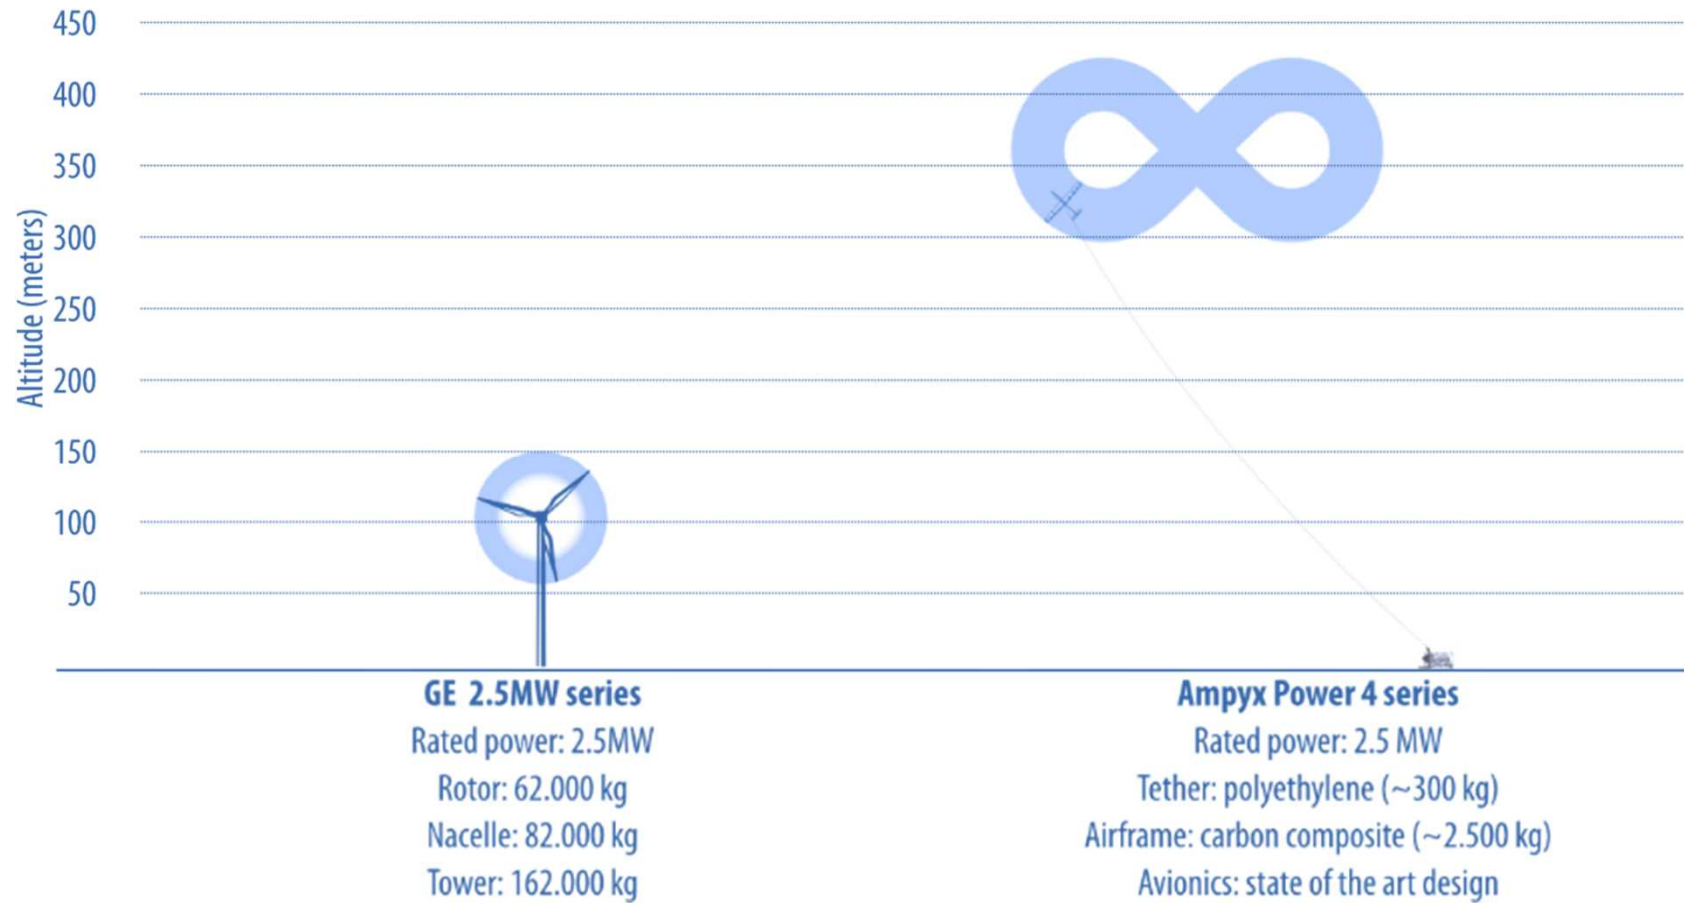 450
400
350
300
250
200
150
100
50
Altitude (meters)
GE 2.5MW series
Rated power: 2.5MW
Rotor: 62.000 kg
Nacelle: 82.000 kg
Tower: 162.000 kg
Ampyx Power 4 series
Rated power: 2.5 MW
Tether: polyethylene (~300 kg)
Airframe: carbon composite (~2.500 kg)
Avionics: state of the art design